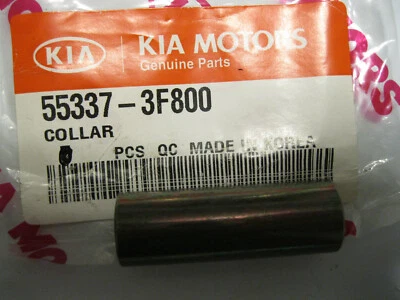 KIA KIA MOTORS
Genuine Parts
55337-3F800
COLLAR
PCS QC MADE IN KOREA